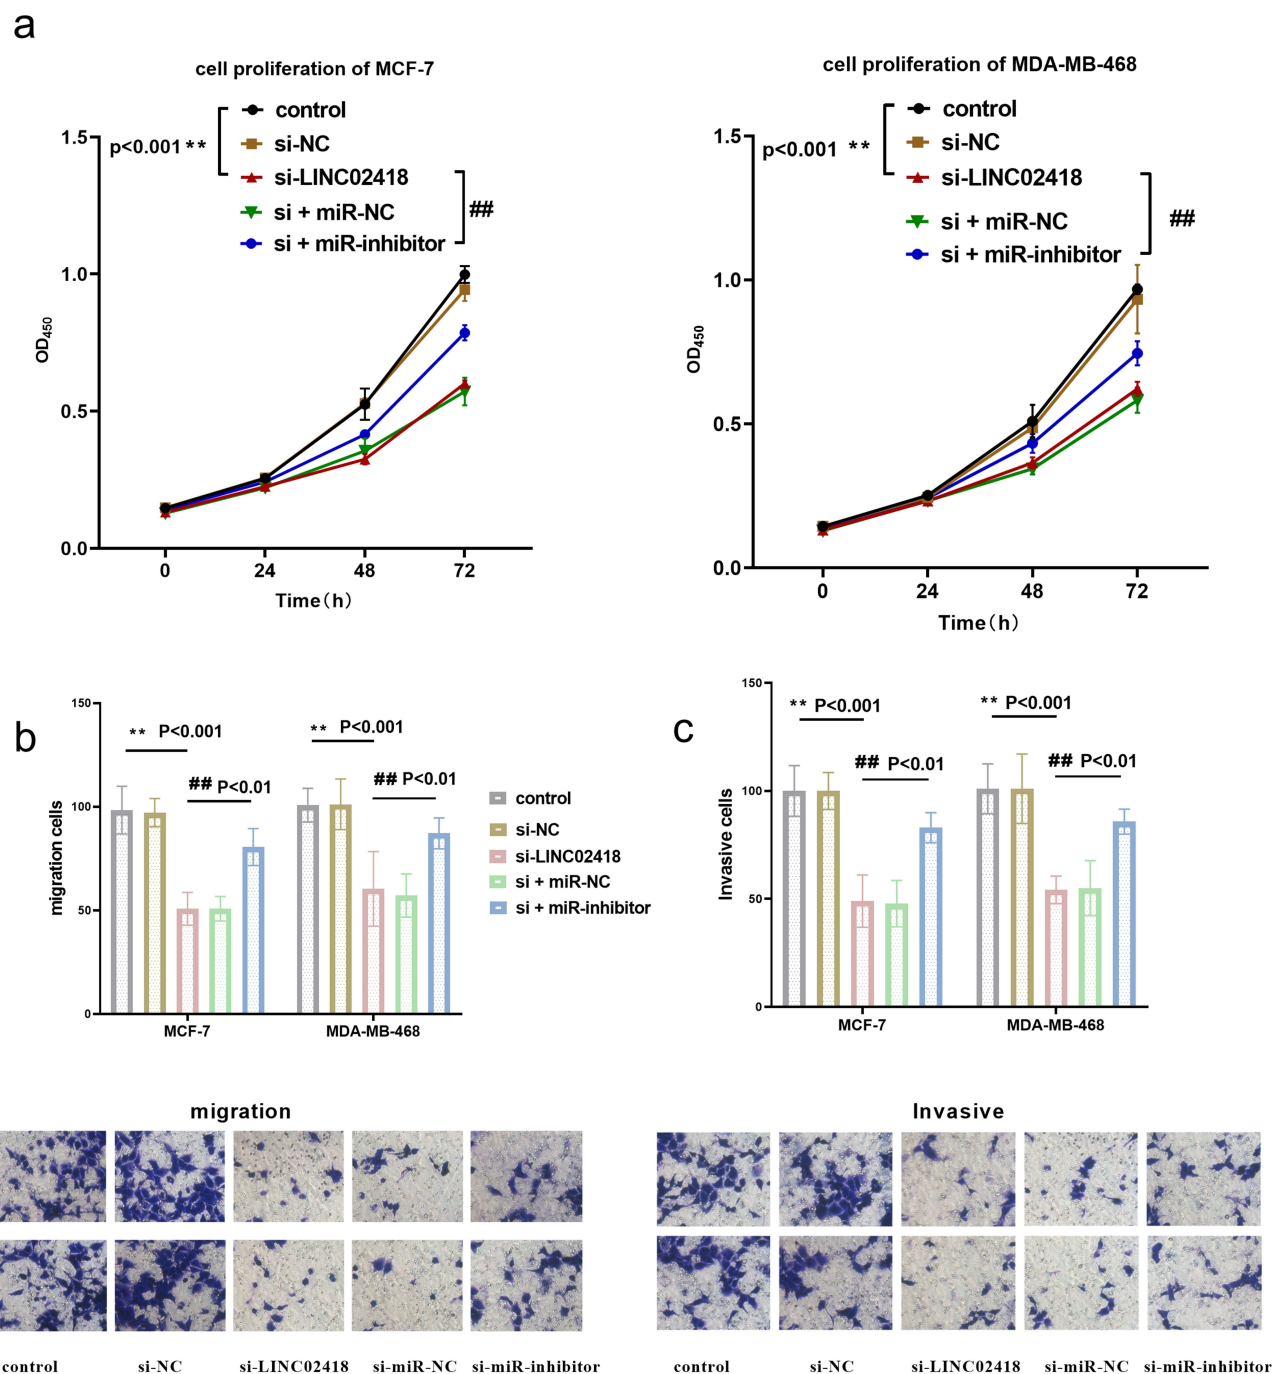 a
cell proliferation of MCF-7
control
si-NC
si-LINC02418
si + miR-NC
si + miR-inhibitor
p<0.001 **
##
1.5
1.0
0.5
0.0
OD450
0 24 48 72
Time (h)
cell proliferation of MDA-MB-468
control
si-NC
si-LINC02418
si + miR-NC
si + miR-inhibitor
p<0.001 **
##
1.5
1.0
0.5
0.0
OD450
0 24 48 72
Time (h)
b
150
100
50
0
migration cells
** P<0.001
## P<0.01
** P<0.001
## P<0.01
MCF-7 MDA-MB-468
control
si-NC
si-LINC02418
si + miR-NC
si + miR-inhibitor
c
150
100
50
0
Invasive cells
** P<0.001
## P<0.01
** P<0.001
## P<0.01
MCF-7 MDA-MB-468
migration
control si-NC si-LINC02418 si-miR-NC si-miR-inhibitor
Invasive
control si-NC si-LINC02418 si-miR-NC si-miR-inhibitor